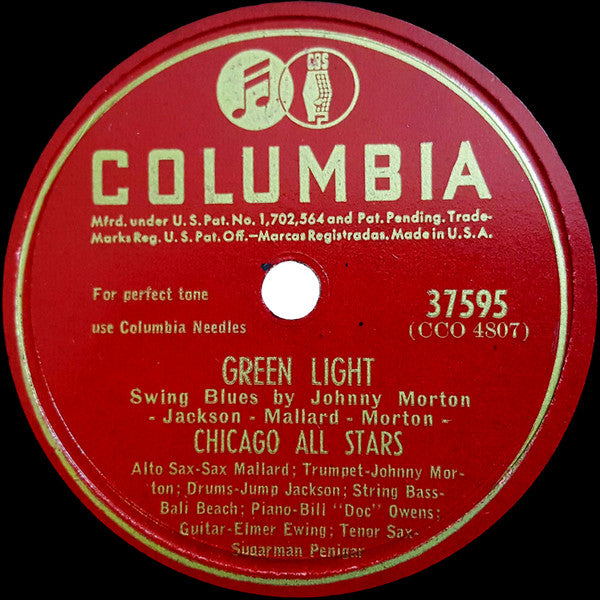 CBS
COLUMBIA
Mfrd. under U.S. Pat. No. 1,702,564 and Pat. Pending. Trade-
Marks Reg. U.S. Pat. Off.—Marcas Registradas. Made in U.S.A.
For perfect tone
use Columbia Needles
37595
(CCO 4807)
GREEN LIGHT
Swing Blues by Johnny Morton
- Jackson - Mallard - Morton -
CHICAGO ALL STARS
Alto Sax-Sax Mallard; Trumpet-Johnny Mor-
ton; Drums-Jump Jackson; String Bass-
Bali Beach; Piano-Bill "Doc" Owens;
Guitar-Elmer Ewing; Tenor Sax-
Sugarman Penigar